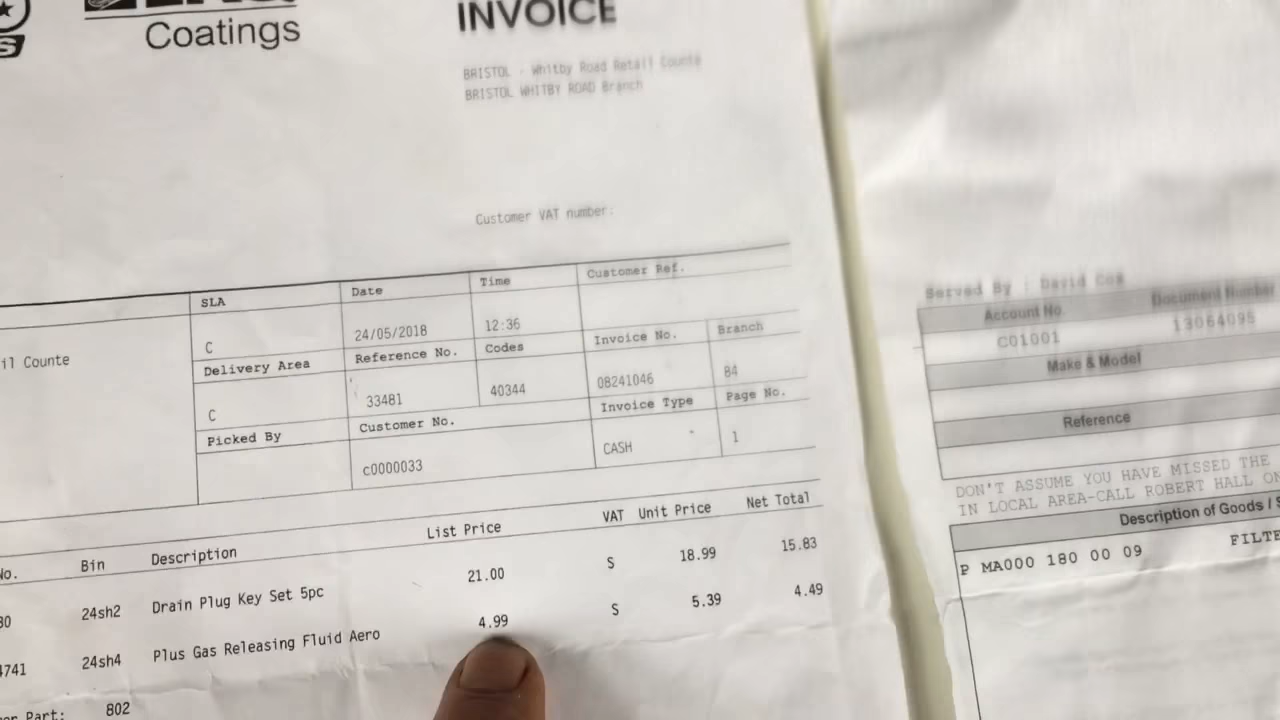 S
Coatings
INVOICE
BRISTOL - Whitby Road Retail Counte
BRISTOL WHITBY ROAD Branch
Customer VAT number:
SLA Date Time Customer Ref.
C 24/05/2018 12:36
il Counte
Delivery Area Reference No. Codes Invoice No. Branch
C 33481 40344 08241046 84
Picked By Customer No. Invoice Type Page No.
c0000033 CASH 1
No. Bin Description List Price VAT Unit Price Net Total
80 24sh2 Drain Plug Key Set 5pc 21.00 S 18.99 15.83
4741 24sh4 Plus Gas Releasing Fluid Aero 4.99 S 5.39 4.49
er Part: 802
Served By : David Cox
Account No. Document Number
C01001 13064095
Make & Model
Reference
DON'T ASSUME YOU HAVE MISSED THE
IN LOCAL AREA-CALL ROBERT HALL ON
Description of Goods / S
P MA000 180 00 09 FILTE